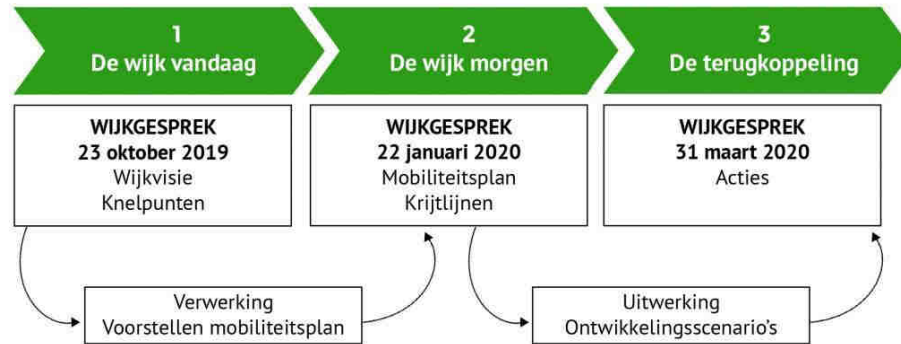 1
De wijk vandaag
2
De wijk morgen
3
De terugkoppeling
WIJKGESPREK
23 oktober 2019
Wijkvisie
Knelpunten
WIJKGESPREK
22 januari 2020
Mobiliteitsplan
Krijtlijnen
WIJKGESPREK
31 maart 2020
Acties
Verwerking
Voorstellen mobiliteitsplan
Uitwerking
Ontwikkelingsscenario's